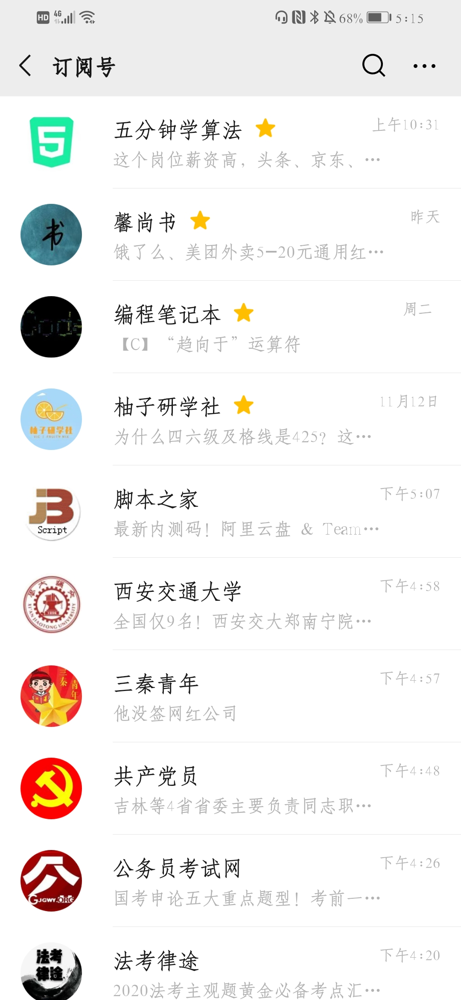 HD 4G 68% 5:15
订阅号
五分钟学算法 上午10:31
这个岗位薪资高，头条、京东、…
书
馨尚书 昨天
饿了么、美团外卖5-20元通用红…
编程笔记本 周二
【C】“趋向于”运算符
柚子研学社 11月12日
柚子研学社
VIC | FRUIT MIX
为什么四六级及格线是425？这…
脚本之家 下午5:07
JB
Script
最新内测码！阿里云盘 & Team…
西安交通大学 下午4:58
1896
XI'AN JIAOTONG UNIVERSITY
全国仅9名！西安交大郑南宁院…
三秦青年 下午4:57
三秦青年
他没签网红公司
共产党员 下午4:48
吉林等4省省委主要负责同志职…
公务员考试网 下午4:26
GJGWY.ORG
国考申论五大重点题型！考前一…
法考律途 下午4:20
法考
律途
2020法考主观题黄金必备考点汇…